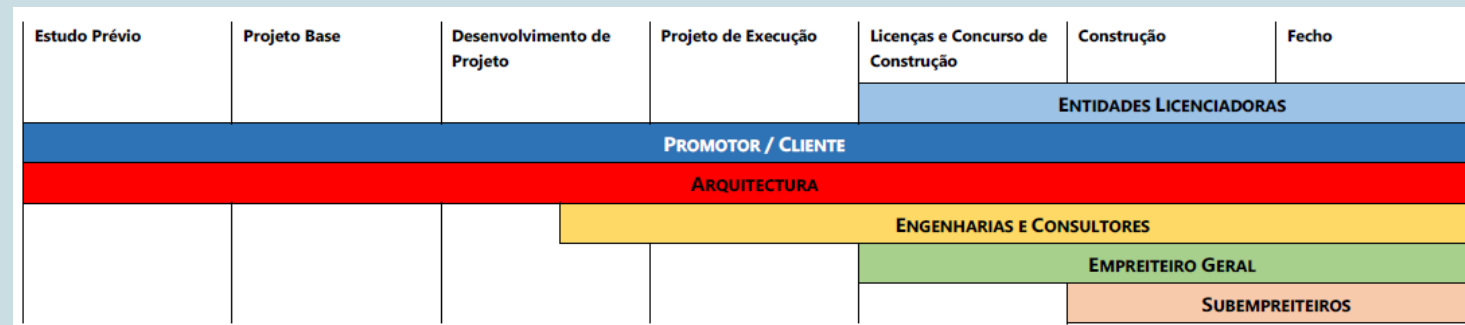 Estudo Prévio
Projeto Base
Desenvolvimento de
Projeto
Projeto de Execução
Licenças e Concurso de
Construção
Construção
Fecho
ENTIDADES LICENCIADORAS
PROMOTOR / CLIENTE
ARQUITECTURA
ENGENHARIAS E CONSULTORES
EMPREITEIRO GERAL
SUBEMPREITEIROS